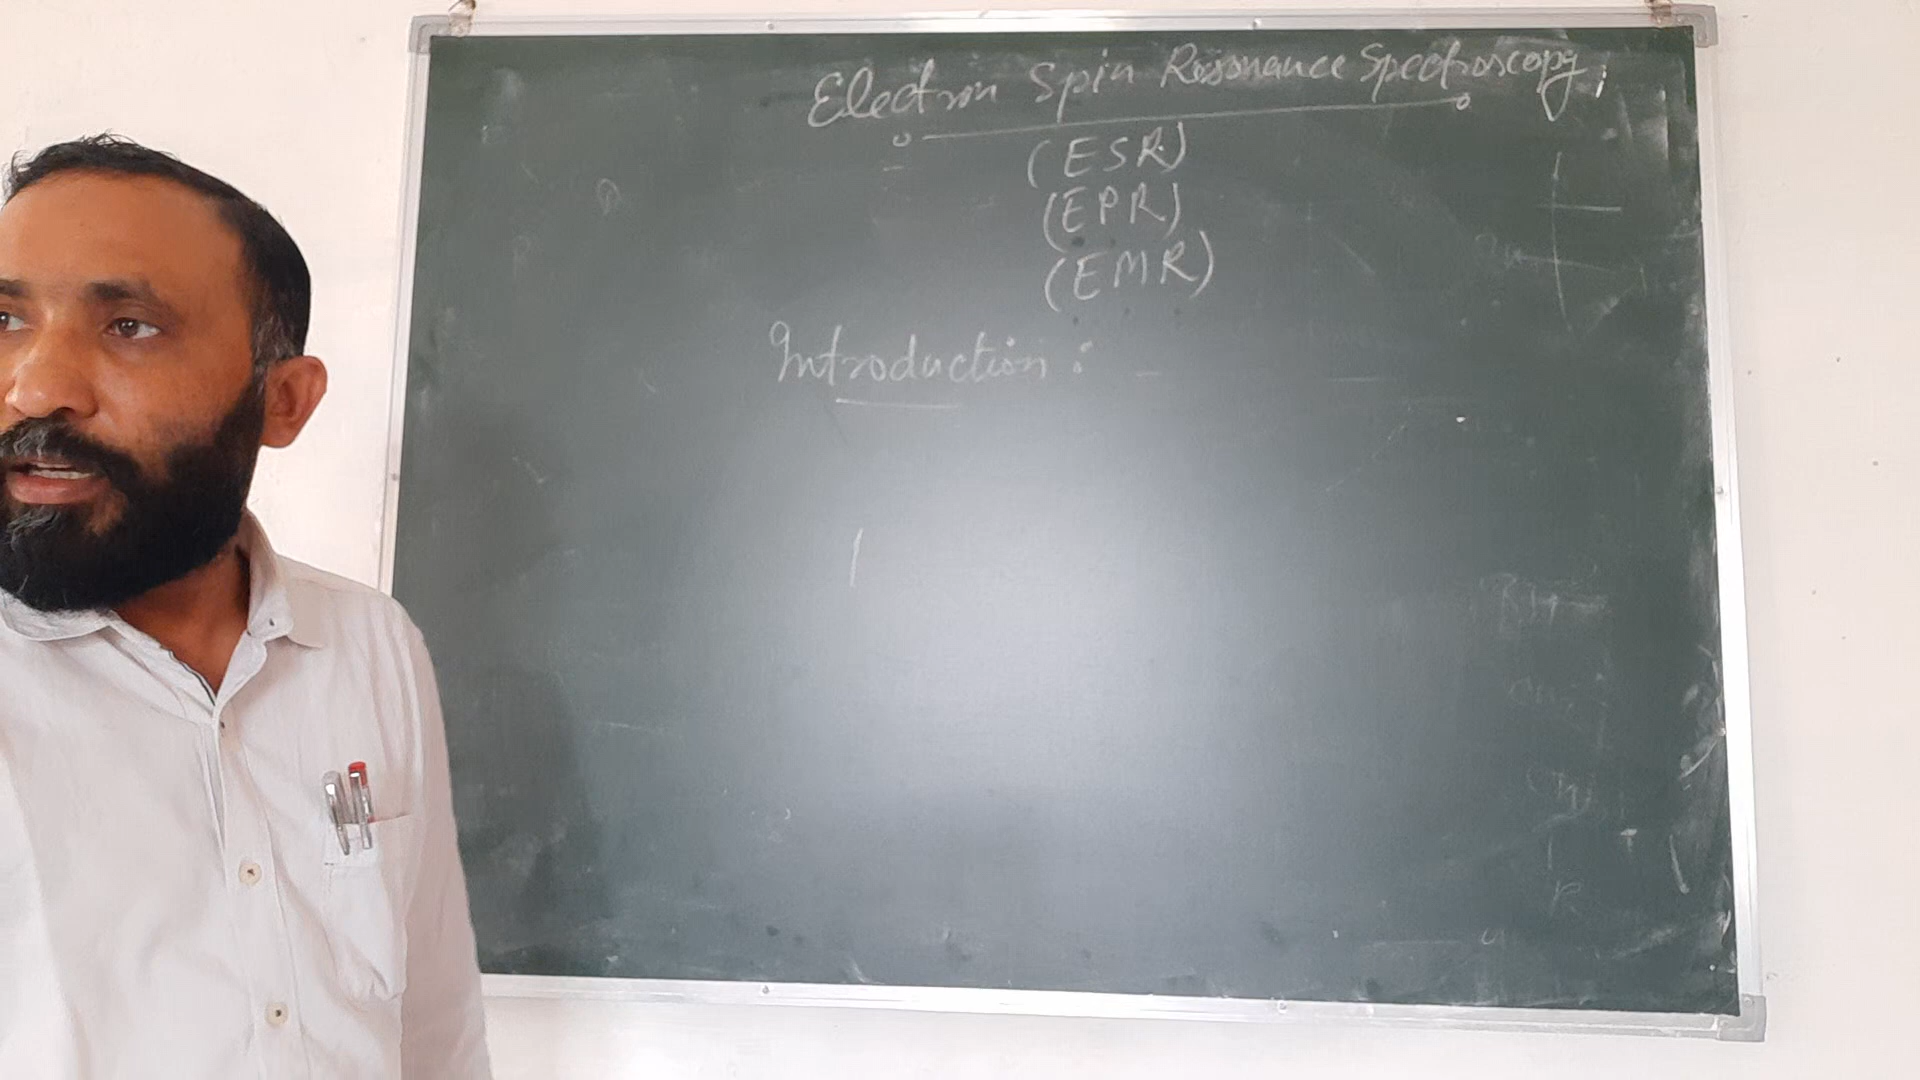 Electron Spin Resonance Spectroscopy
(ESR)
(EPR)
(EMR)
Introduction :